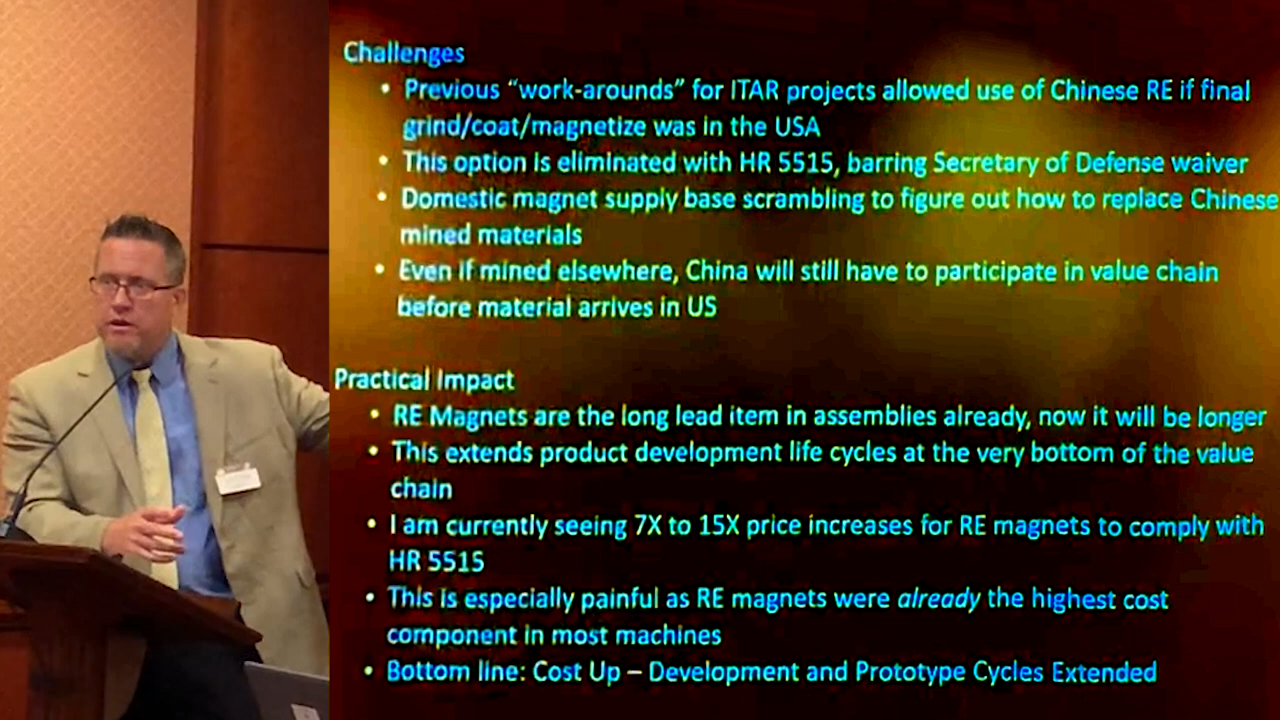 Challenges
• Previous “work-arounds” for ITAR projects allowed use of Chinese RE if final
grind/coat/magnetize was in the USA
• This option is eliminated with HR 5515, barring Secretary of Defense waiver
• Domestic magnet supply base scrambling to figure out how to replace Chinese
mined materials
• Even if mined elsewhere, China will still have to participate in value chain
before material arrives in US
Practical Impact
• RE Magnets are the long lead item in assemblies already, now it will be longer
• This extends product development life cycles at the very bottom of the value
chain
• I am currently seeing 7X to 15X price increases for RE magnets to comply with
HR 5515
• This is especially painful as RE magnets were already the highest cost
component in most machines
• Bottom line: Cost Up – Development and Prototype Cycles Extended